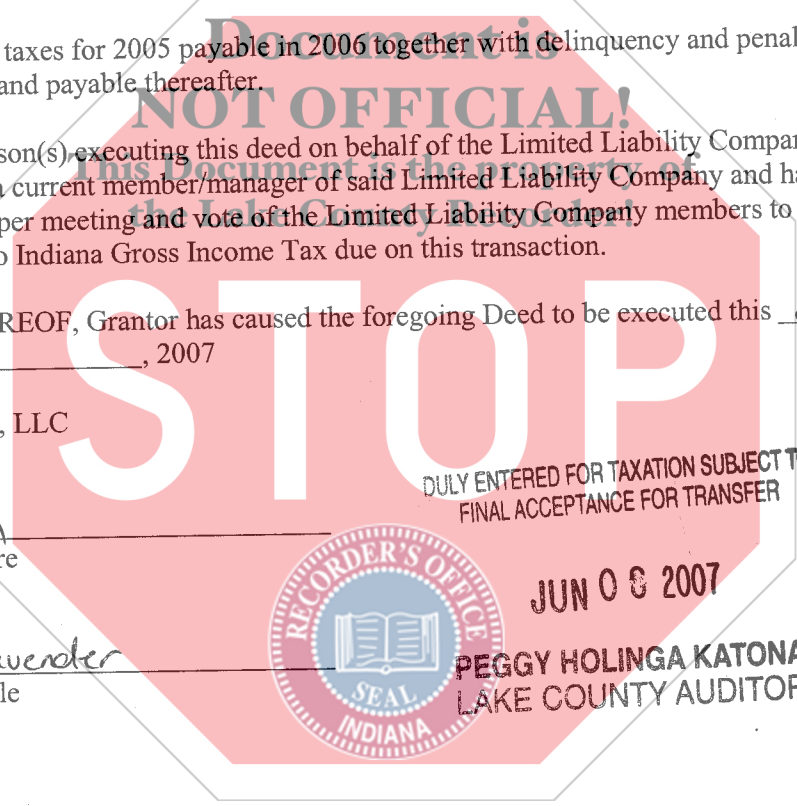 Document is
taxes for 2005 payable in 2006 together with delinquency and penal
and payable thereafter.
NOT OFFICIAL!
son(s) executing this deed on behalf of the Limited Liability Compan
This Document is the property of
current member/manager of said Limited Liability Company and ha
per meeting and vote of the Limited Liability Company members to
the Lake County Recorder!
o Indiana Gross Income Tax due on this transaction.
STOP
REOF, Grantor has caused the foregoing Deed to be executed this
, 2007
, LLC
DULY ENTERED FOR TAXATION SUBJECT T
FINAL ACCEPTANCE FOR TRANSFER
re
JUN 06 2007
RECORDER'S OFFICE
SEAL
INDIANA
avender
le
PEGGY HOLINGA KATONA
LAKE COUNTY AUDITOR